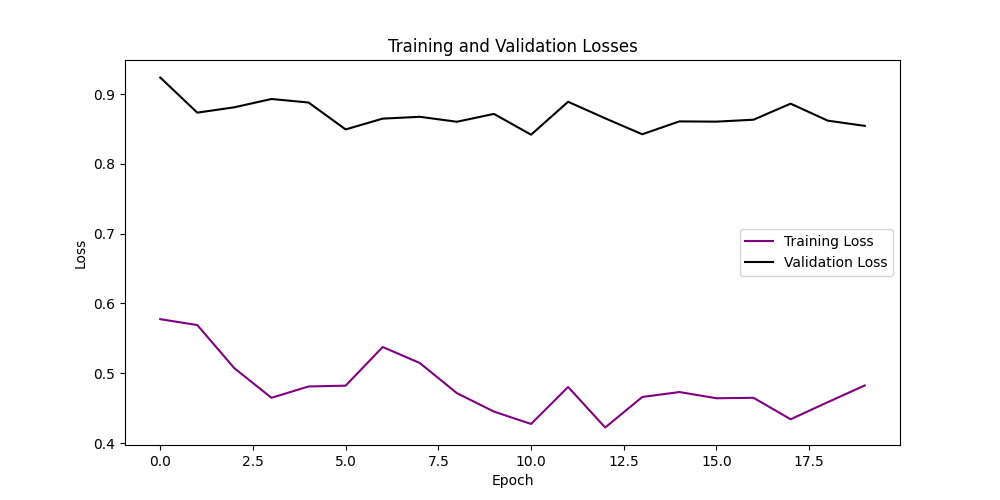 Training and Validation Losses
0.9
0.8
0.7
0.6
0.5
0.4
Loss
Training Loss
Validation Loss
0.0 2.5 5.0 7.5 10.0 12.5 15.0 17.5
Epoch